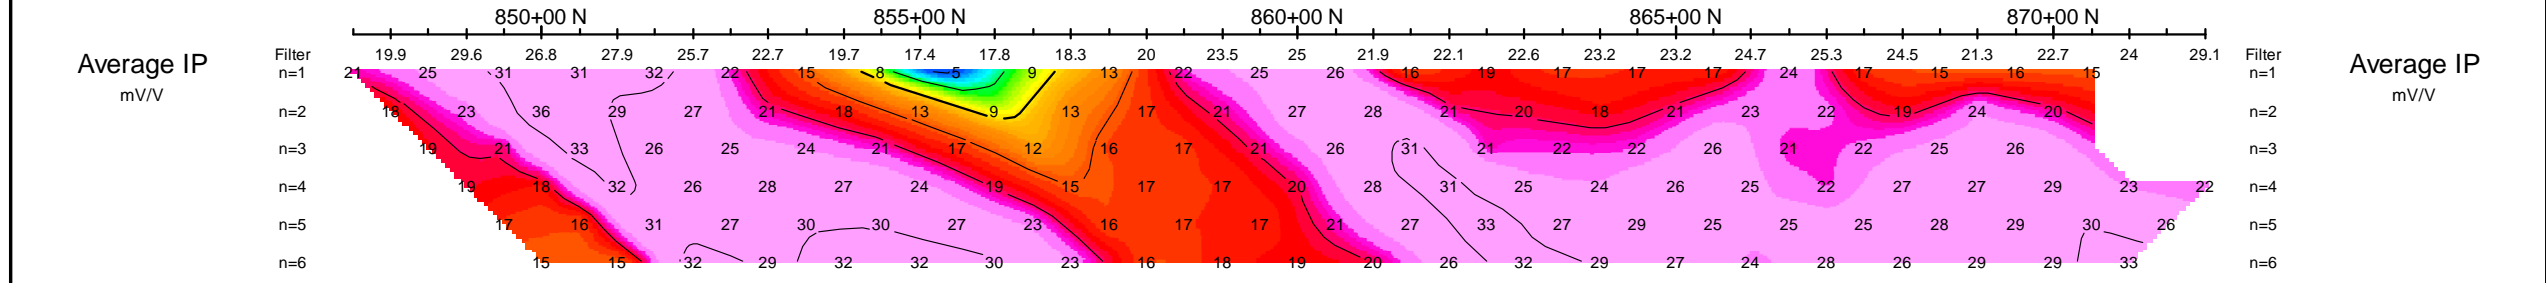 850+00 N 855+00 N 860+00 N 865+00 N 870+00 N
Average IP Filter 19.9 29.6 26.8 27.9 25.7 22.7 19.7 17.4 17.8 18.3 20 23.5 25 21.9 22.1 22.6 23.2 23.2 24.7 25.3 24.5 21.3 22.7 24 29.1 Filter Average IP
mV/V n=1 21 25 31 31 32 22 15 8 5 9 13 22 25 26 16 19 17 17 17 24 17 15 16 15 n=1 mV/V
n=2 18 23 36 29 27 21 18 13 9 13 17 21 27 28 21 20 18 21 23 22 19 24 20 n=2
n=3 19 21 33 26 25 24 21 17 12 16 17 21 26 31 21 22 22 26 21 22 25 26 n=3
n=4 19 18 32 26 28 27 24 19 15 17 17 20 28 31 25 24 26 25 22 27 27 29 23 22 n=4
n=5 17 16 31 27 30 30 27 23 16 17 17 21 27 33 27 29 25 25 25 28 29 30 26 n=5
n=6 15 15 32 29 32 32 30 23 16 18 19 20 26 32 29 27 24 28 26 29 29 33 n=6